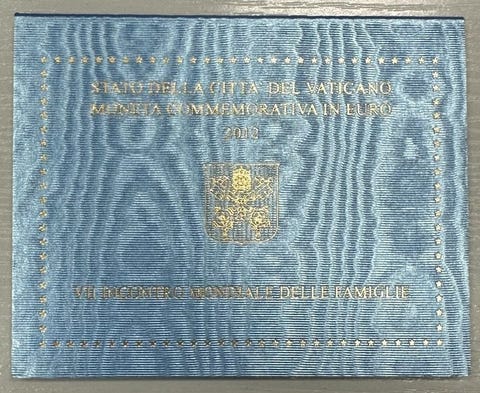 STATO DELLA CITTÀ DEL VATICANO
MONETA COMMEMORATIVA IN EURO
2012
VII INCONTRO MONDIALE DELLE FAMIGLIE